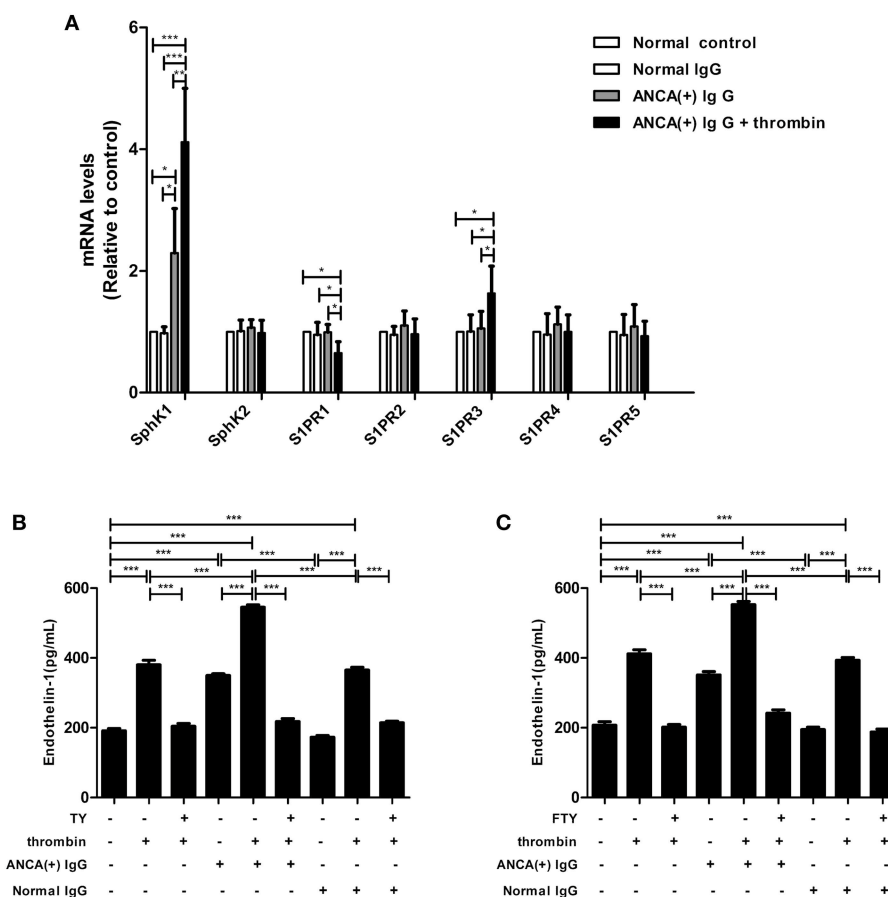 A
6
4
2
0
mRNA levels
(Relative to control)
Normal control
Normal IgG
ANCA(+) Ig G
ANCA(+) Ig G + thrombin
***
***
**
*
*
*
*
*
*
*
*
SphK1
SphK2
S1PR1
S1PR2
S1PR3
S1PR4
S1PR5
B
***
***
*** *** ***
*** *** *** ***
*** *** ***
600
400
200
0
Endothelin-1(pg/mL)
TY - - + - - + - - +
thrombin - + + - + + - + +
ANCA(+) IgG - - - + + + - - -
Normal IgG - - - - - - + + +
C
***
***
*** *** ***
*** *** *** ***
*** *** ***
600
400
200
0
Endothelin-1(pg/mL)
FTY - - + - - + - - +
thrombin - + + - + + - + +
ANCA(+) IgG - - - + + + - - -
Normal IgG - - - - - - + + +